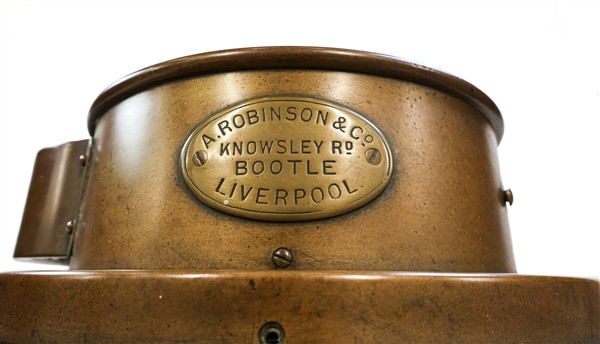 A. ROBINSON & Co
KNOWSLEY RD
BOOTLE
LIVERPOOL